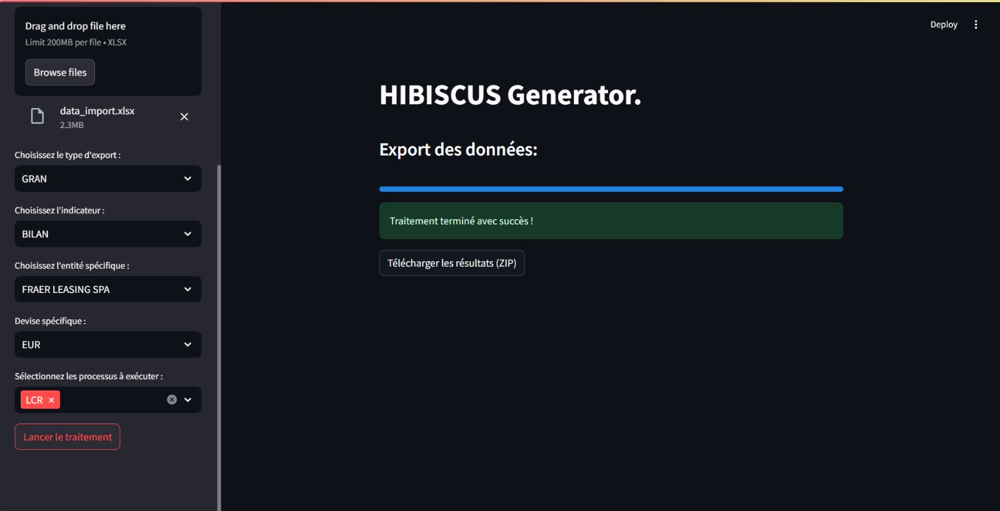 Drag and drop file here
Limit 200MB per file • XLSX
Browse files
data_import.xlsx
2.3MB
Choisissez le type d'export :
GRAN
Choisissez l'indicateur :
BILAN
Choisissez l'entité spécifique :
FRAER LEASING SPA
Devise spécifique :
EUR
Sélectionnez les processus à exécuter :
LCR
Lancer le traitement
Deploy
HIBISCUS Generator.
Export des données:
Traitement terminé avec succès !
Télécharger les résultats (ZIP)